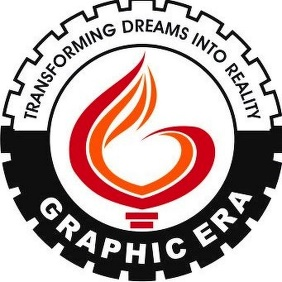 TRANSFORMING DREAMS INTO REALITY
GRAPHIC ERA